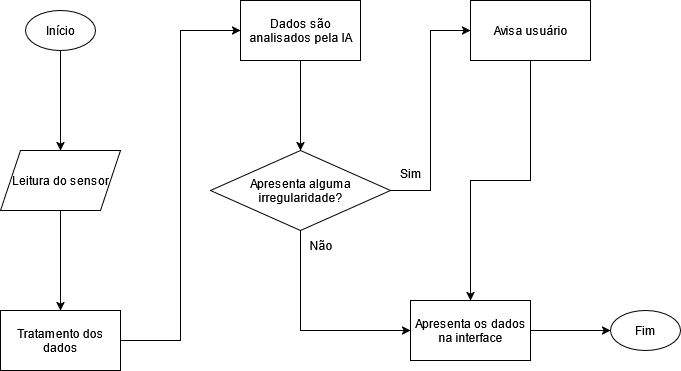 Início
Leitura do sensor
Tratamento dos
dados
Dados são
analisados pela IA
Apresenta alguma
irregularidade?
Sim
Não
Avisa usuário
Apresenta os dados
na interface
Fim